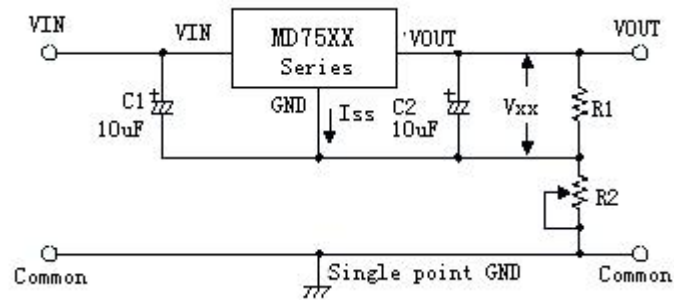 VIN
VIN
MD75XX
Series
VOUT
VOUT
GND
Iss
C1
10uF
C2
10uF
Vxx
R1
R2
Common
Single point GND
Common